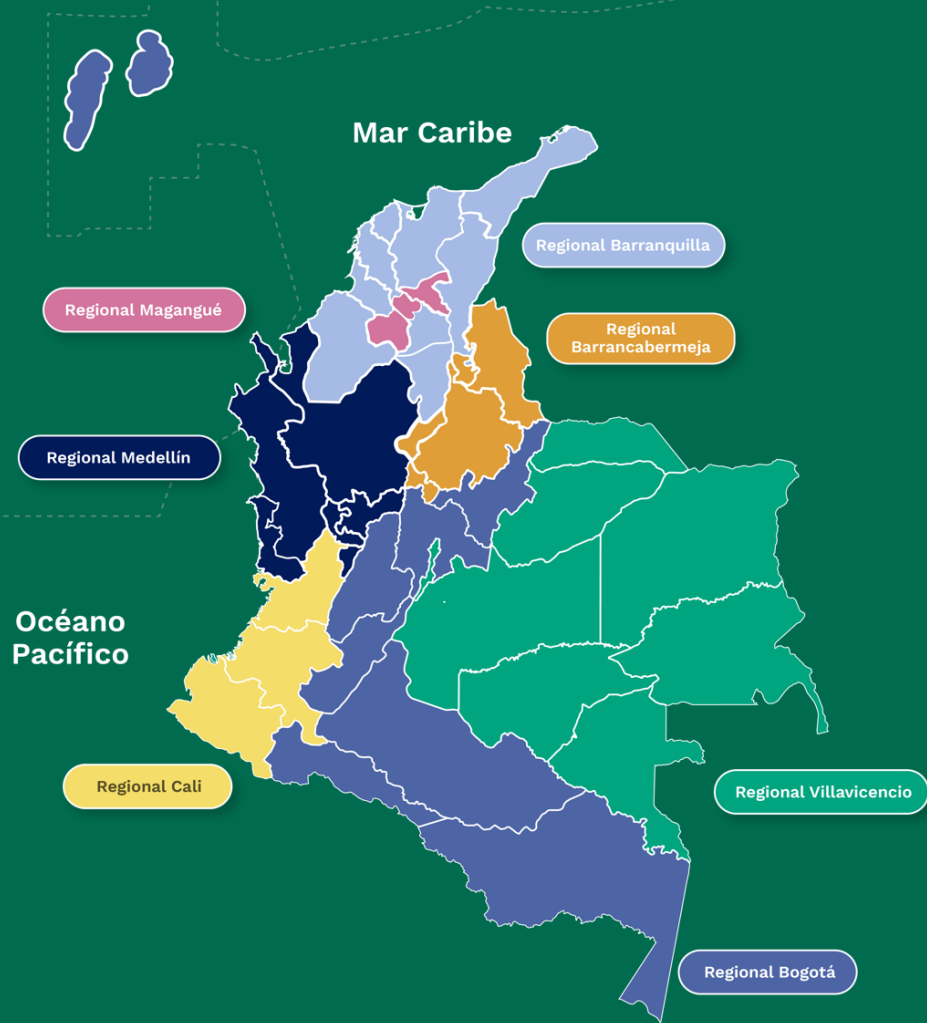 Mar Caribe
Regional Barranquilla
Regional Magangué
Regional
Barrancabermeja
Regional Medellín
Océano
Pacífico
Regional Cali
Regional Villavicencio
Regional Bogotá